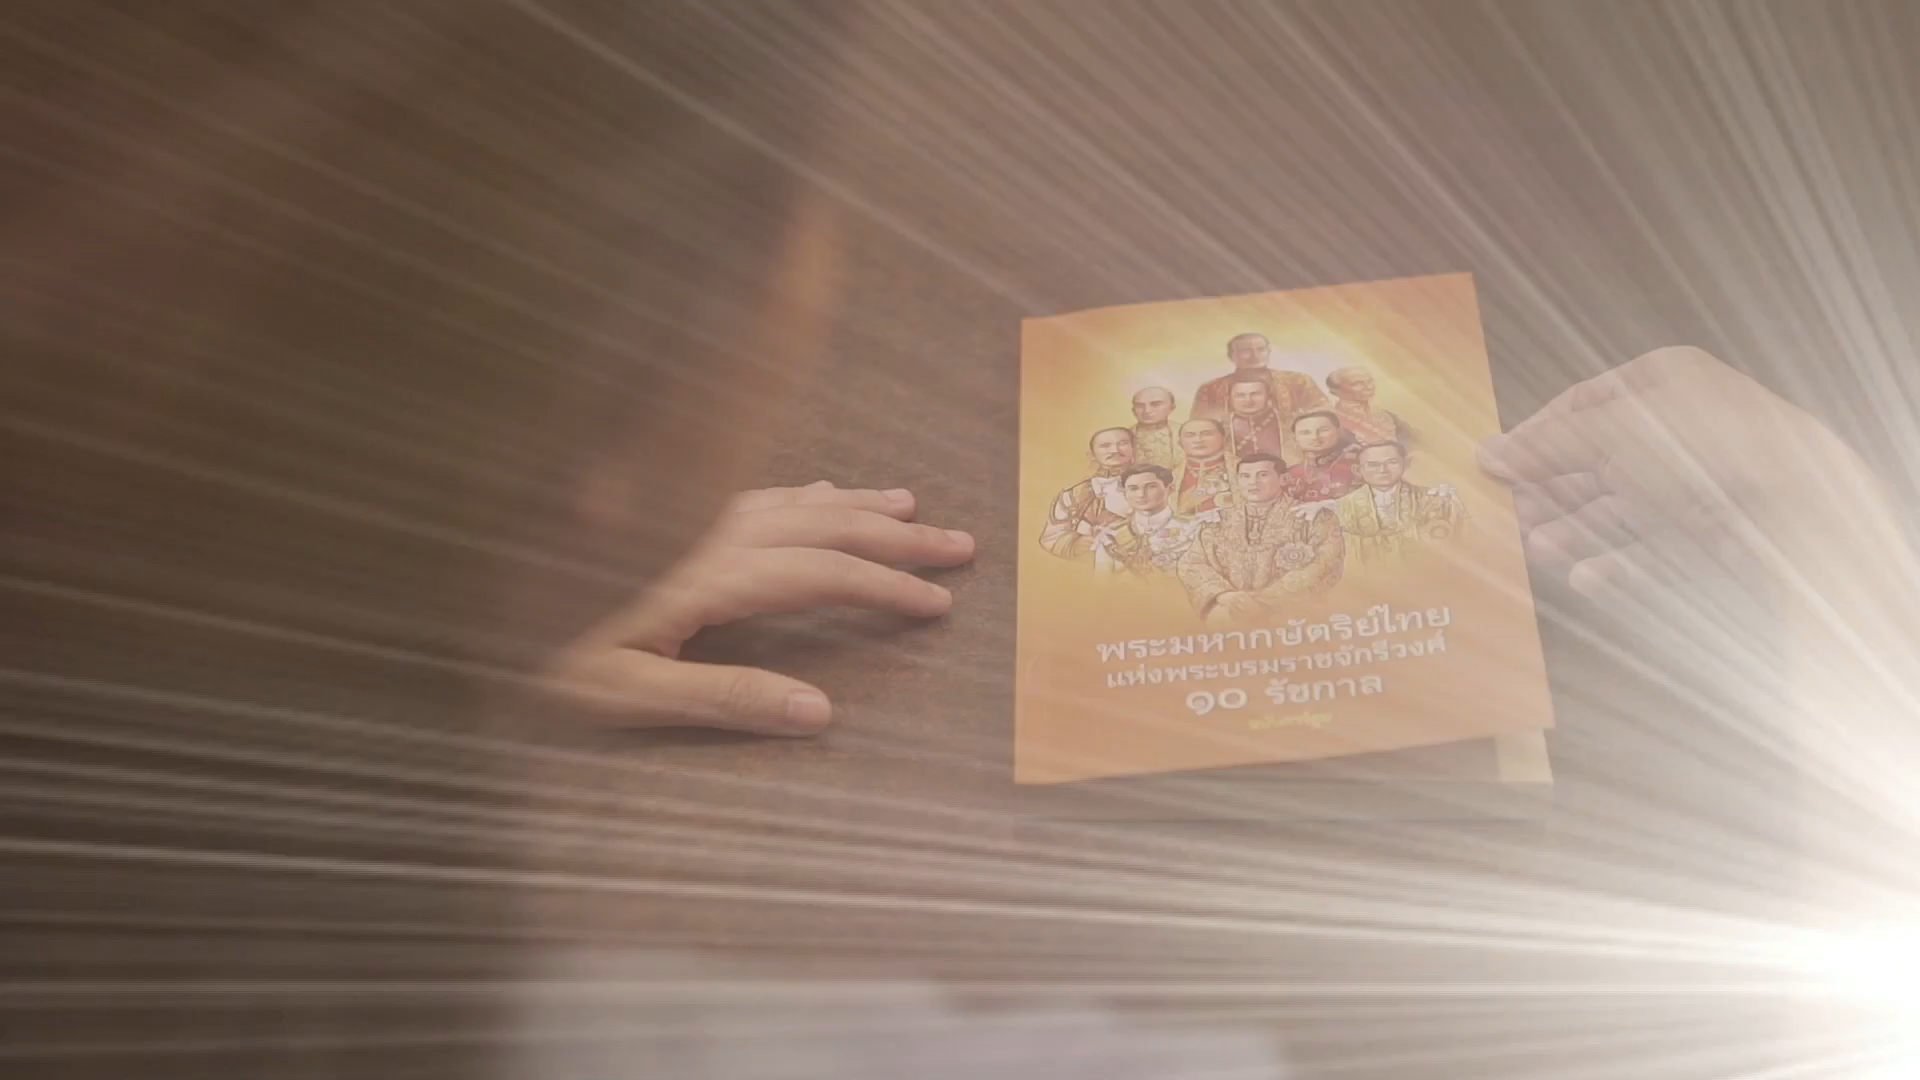 พระมหากษัตริย์ไทย
แห่งพระบรมราชจักรีวงศ์
๑๐ รัชกาล